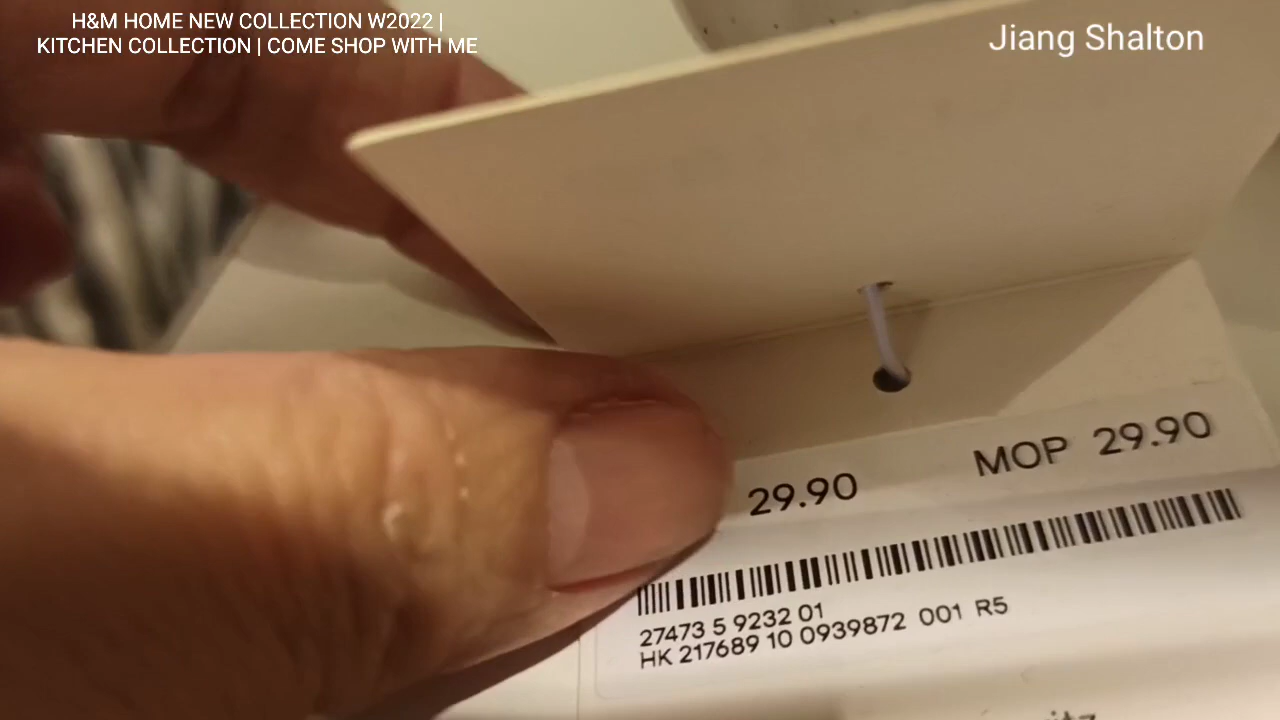 H&M HOME NEW COLLECTION W2022 |
KITCHEN COLLECTION | COME SHOP WITH ME
Jiang Shalton
29.90 MOP 29.90
27473 5 9232 01
HK 217689 10 0939872 001 R5